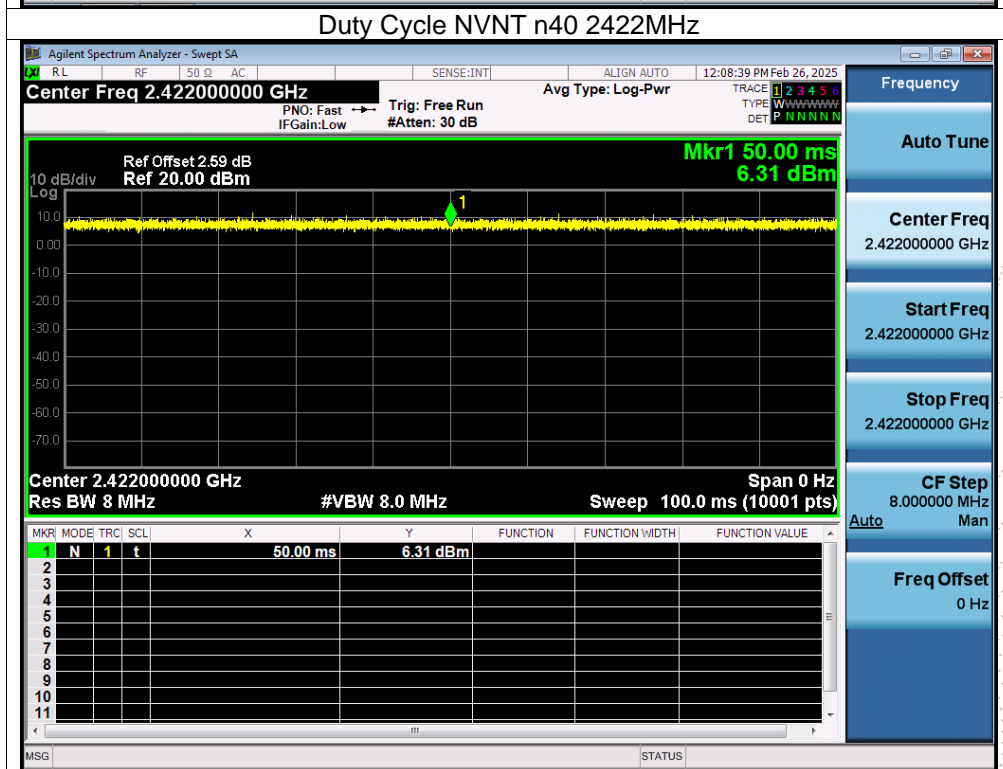 Duty Cycle NVNT n40 2422MHz
Agilent Spectrum Analyzer - Swept SA
LXI RL RF 50 Ω AC SENSE:INT ALIGN AUTO 12:08:39 PM Feb 26, 2025
Center Freq 2.422000000 GHz
PNO: Fast
IFGain:Low
Trig: Free Run
#Atten: 30 dB
Avg Type: Log-Pwr
TRACE 1 2 3 4 5 6
TYPE WWWWWW
DET P N N N N N
Ref Offset 2.59 dB
Ref 20.00 dBm
10 dB/div
Log
Mkr1 50.00 ms
6.31 dBm
1
10.0
0.00
-10.0
-20.0
-30.0
-40.0
-50.0
-60.0
-70.0
Center 2.422000000 GHz Span 0 Hz
Res BW 8 MHz #VBW 8.0 MHz Sweep 100.0 ms (10001 pts)
MKR MODE TRC SCL X Y FUNCTION FUNCTION WIDTH FUNCTION VALUE
1 N 1 t 50.00 ms 6.31 dBm
2
3
4
5
6
7
8
9
10
11
MSG STATUS
Frequency
Auto Tune
Center Freq
2.422000000 GHz
Start Freq
2.422000000 GHz
Stop Freq
2.422000000 GHz
CF Step
8.000000 MHz
Auto Man
Freq Offset
0 Hz